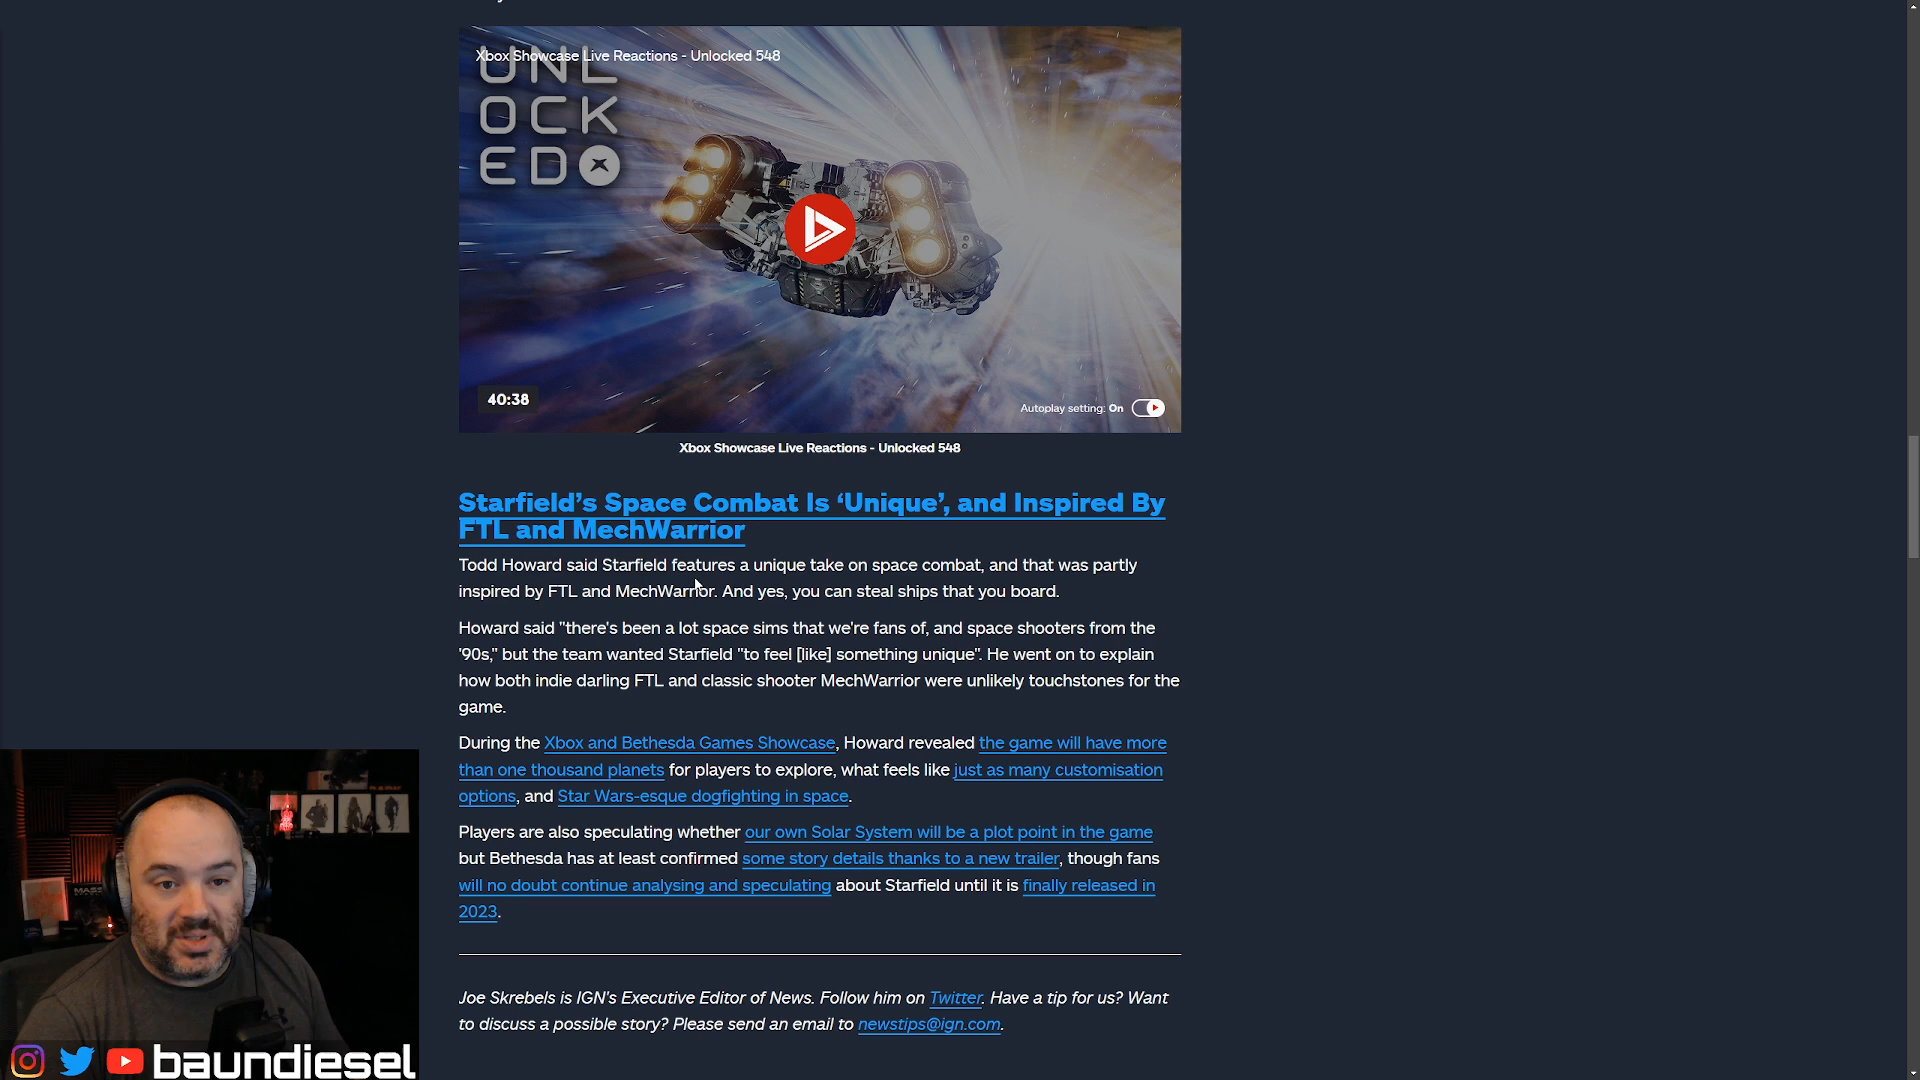 Xbox Showcase Live Reactions - Unlocked 548
UNL
OCK
ED
40:38
Autoplay setting: On
Xbox Showcase Live Reactions - Unlocked 548
Starfield’s Space Combat Is ‘Unique’, and Inspired By
FTL and MechWarrior
Todd Howard said Starfield features a unique take on space combat, and that was partly
inspired by FTL and MechWarrior. And yes, you can steal ships that you board.
Howard said "there's been a lot space sims that we're fans of, and space shooters from the
'90s," but the team wanted Starfield "to feel [like] something unique". He went on to explain
how both indie darling FTL and classic shooter MechWarrior were unlikely touchstones for the
game.
During the Xbox and Bethesda Games Showcase, Howard revealed the game will have more
than one thousand planets for players to explore, what feels like just as many customisation
options, and Star Wars-esque dogfighting in space.
Players are also speculating whether our own Solar System will be a plot point in the game
but Bethesda has at least confirmed some story details thanks to a new trailer, though fans
will no doubt continue analysing and speculating about Starfield until it is finally released in
2023.
Joe Skrebels is IGN's Executive Editor of News. Follow him on Twitter. Have a tip for us? Want
to discuss a possible story? Please send an email to newstips@ign.com.
baundiesel